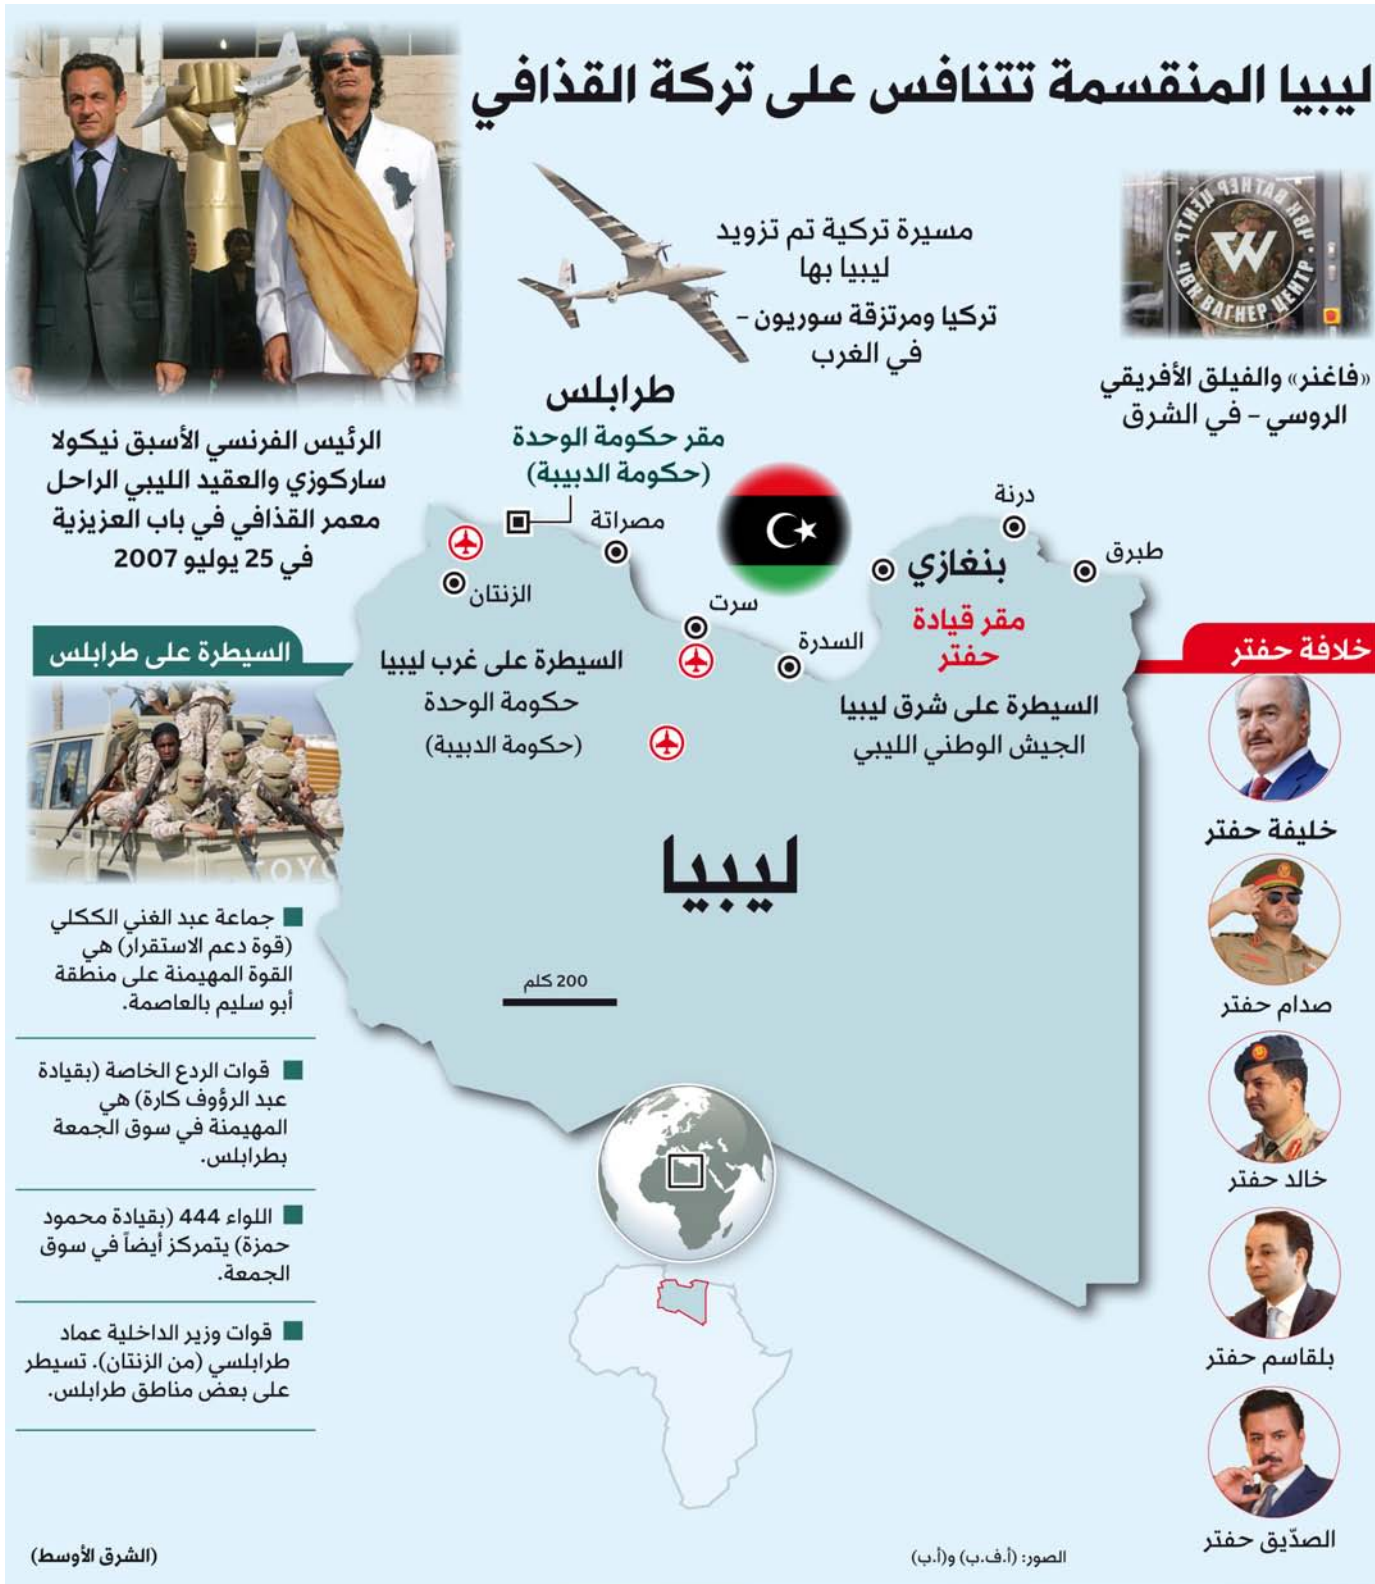 ليبيا المنقسمة تتنافس على تركة القذافي
ЧВК ВАГНЕР ЦЕНТР · ЧВК ВАГНЕР ЦЕНТР ·
W
«فاغنر» والفيلق الأفريقي
الروسي – في الشرق
مسيرة تركية تم تزويد
ليبيا بها
تركيا ومرتزقة سوريون –
في الغرب
الرئيس الفرنسي الأسبق نيكولا
ساركوزي والعقيد الليبي الراحل
معمر القذافي في باب العزيزية
في 25 يوليو 2007
طرابلس
مقر حكومة الوحدة
(حكومة الدبيبة)
درنة
طبرق
بنغازي
مقر قيادة
حفتر
مصراتة
الزنتان
سرت
السدرة
السيطرة على شرق ليبيا
الجيش الوطني الليبي
السيطرة على غرب ليبيا
حكومة الوحدة
(حكومة الدبيبة)
ليبيا
200 كلم
خلافة حفتر
خليفة حفتر
صدام حفتر
خالد حفتر
بلقاسم حفتر
الصدّيق حفتر
السيطرة على طرابلس
TOYO
جماعة عبد الغني الككلي
(قوة دعم الاستقرار) هي
القوة المهيمنة على منطقة
أبو سليم بالعاصمة.
قوات الردع الخاصة (بقيادة
عبد الرؤوف كارة) هي
المهيمنة في سوق الجمعة
بطرابلس.
اللواء 444 (بقيادة محمود
حمزة) يتمركز أيضاً في سوق
الجمعة.
قوات وزير الداخلية عماد
طرابلسي (من الزنتان). تسيطر
على بعض مناطق طرابلس.
الصور: (أ.ف.ب) و(أ.ب)
(الشرق الأوسط)